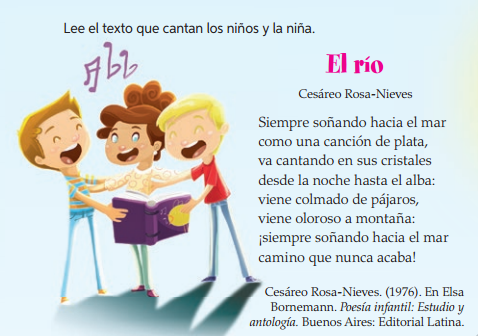 Lee el texto que cantan los niños y la niña.
El río
Cesáreo Rosa-Nieves
Siempre soñando hacia el mar
como una canción de plata,
va cantando en sus cristales
desde la noche hasta el alba:
viene colmado de pájaros,
viene oloroso a montaña:
¡siempre soñando hacia el mar
camino que nunca acaba!
Cesáreo Rosa-Nieves. (1976). En Elsa
Bornemann. Poesía infantil: Estudio y
antología. Buenos Aires: Editorial Latina.